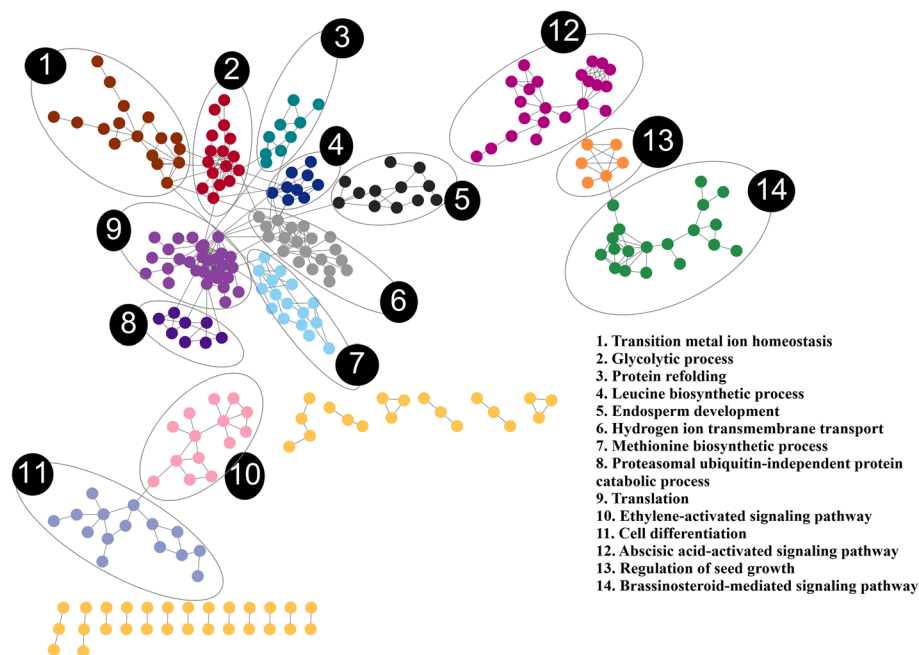 1
2
3
12
13
4
5
14
9
6
8
7
1. Transition metal ion homeostasis
2. Glycolytic process
3. Protein refolding
4. Leucine biosynthetic process
5. Endosperm development
6. Hydrogen ion transmembrane transport
7. Methionine biosynthetic process
8. Proteasomal ubiquitin-independent protein
catabolic process
9. Translation
10. Ethylene-activated signaling pathway
11. Cell differentiation
12. Abscisic acid-activated signaling pathway
13. Regulation of seed growth
14. Brassinosteroid-mediated signaling pathway
10
11